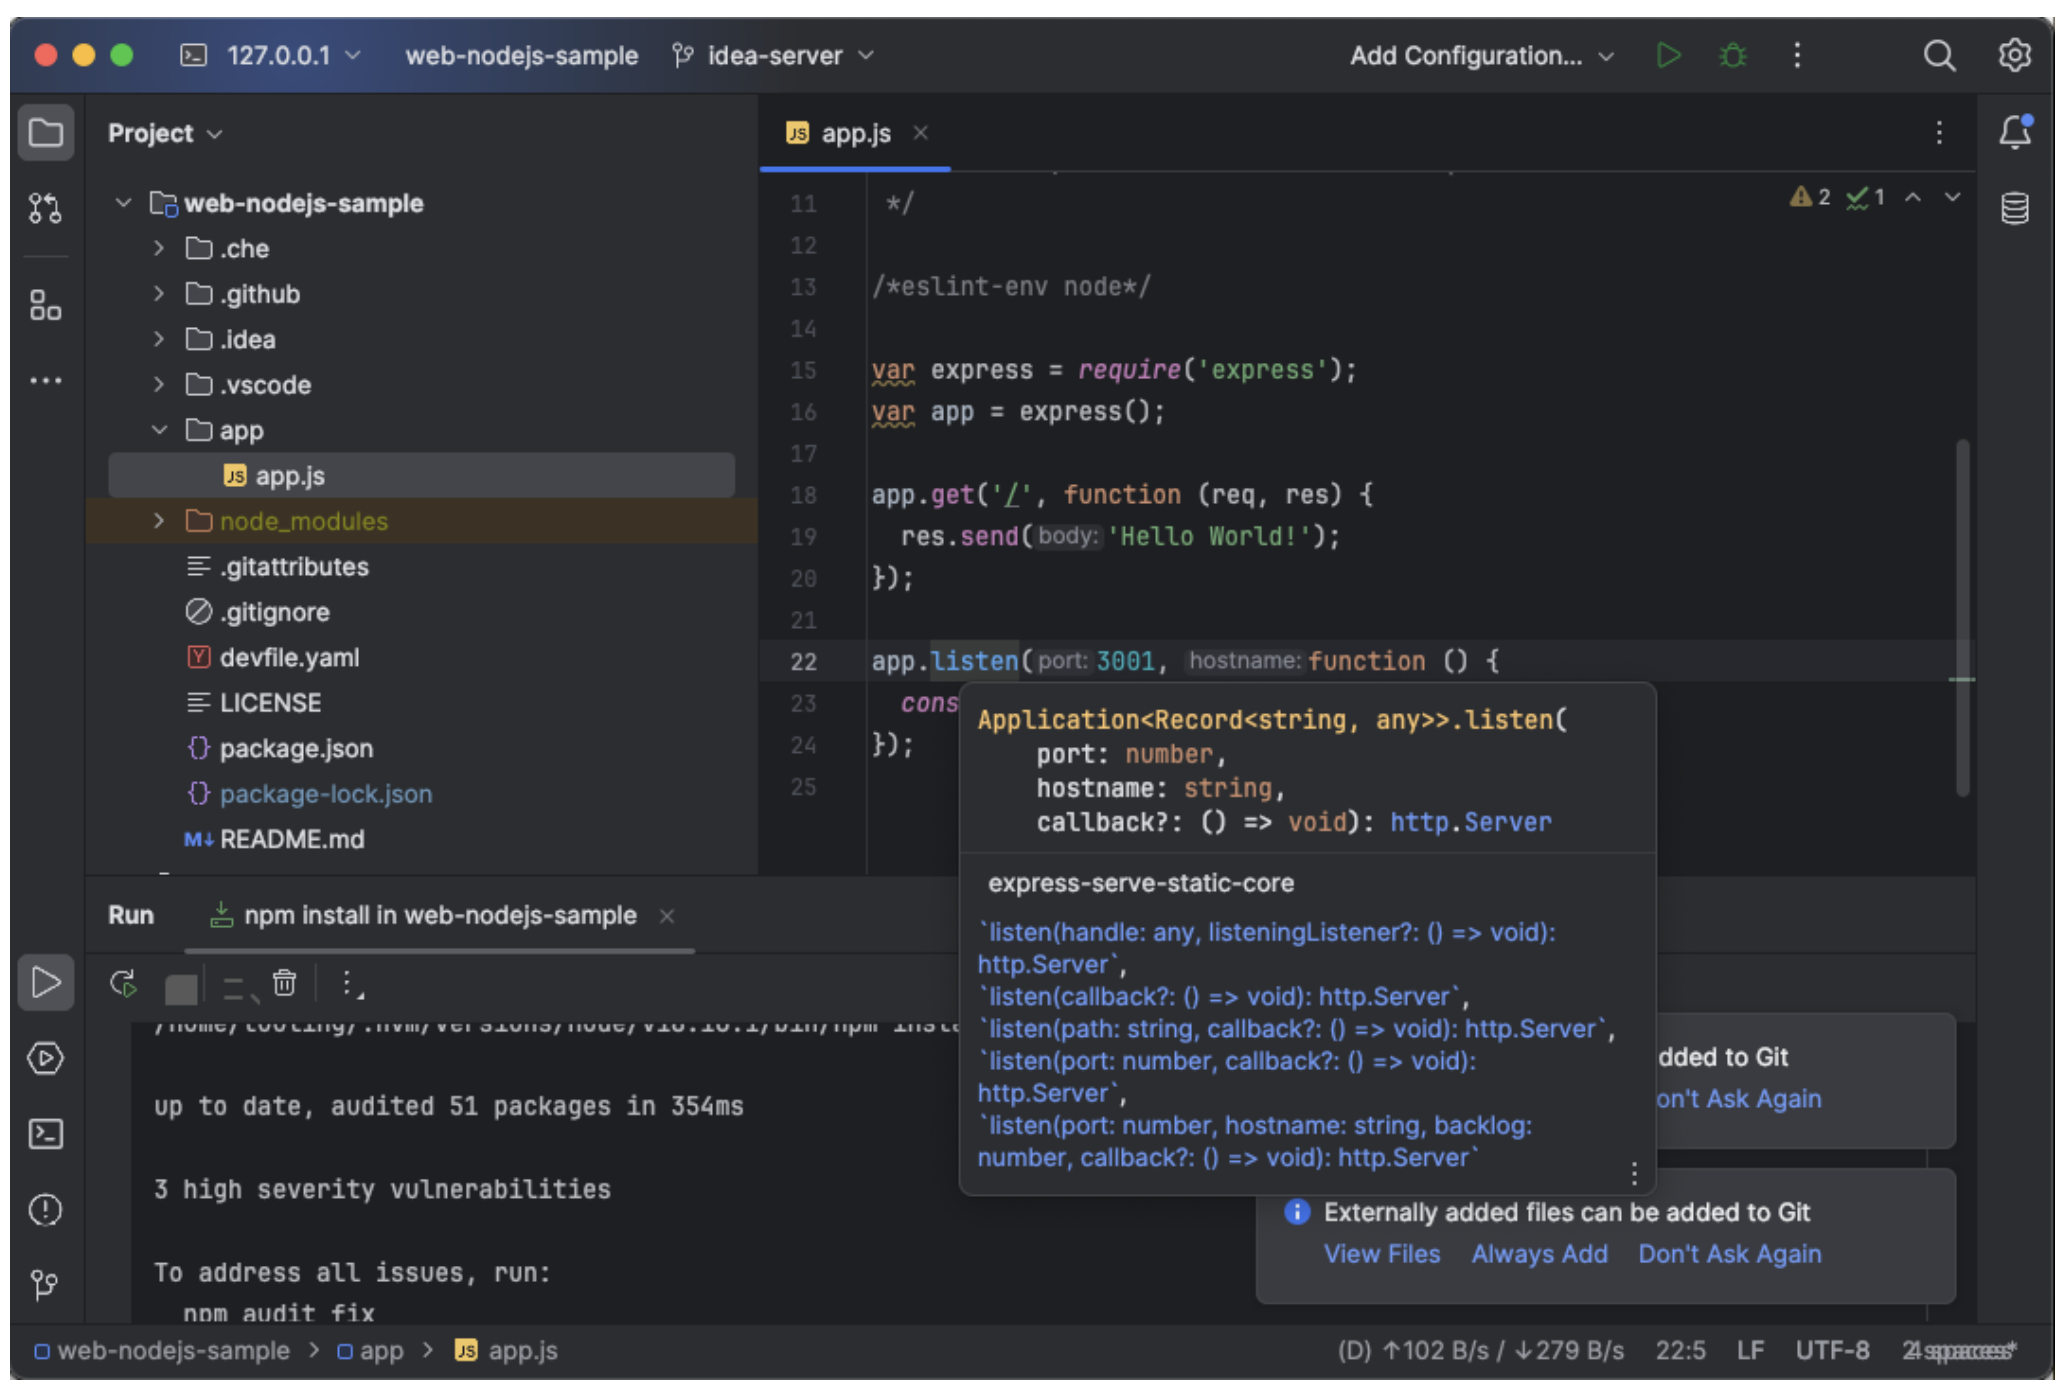 127.0.0.1 web-nodejs-sample idea-server Add Configuration...
Project
web-nodejs-sample
.che
.github
.idea
.vscode
app
JS app.js
node_modules
.gitattributes
.gitignore
Y devfile.yaml
LICENSE
{} package.json
{} package-lock.json
M↓ README.md
JS app.js
2 1
11 */
12
13 /*eslint-env node*/
14
15 var express = require('express');
16 var app = express();
17
18 app.get('/', function (req, res) {
19 res.send( body: 'Hello World!');
20 });
21
22 app.listen( port: 3001, hostname: function () {
23 cons
24 });
25
Application<Record<string, any>>.listen(
port: number,
hostname: string,
callback?: () => void): http.Server
express-serve-static-core
`listen(handle: any, listeningListener?: () => void):
http.Server`,
`listen(callback?: () => void): http.Server`,
`listen(path: string, callback?: () => void): http.Server`,
`listen(port: number, callback?: () => void):
http.Server`,
`listen(port: number, hostname: string, backlog:
number, callback?: () => void): http.Server`
Run npm install in web-nodejs-sample
up to date, audited 51 packages in 354ms
3 high severity vulnerabilities
To address all issues, run:
npm audit fix
dded to Git
on't Ask Again
Externally added files can be added to Git
View Files Always Add Don't Ask Again
web-nodejs-sample > app > JS app.js
(D) ↑102 B/s / ↓279 B/s 22:5 LF UTF-8